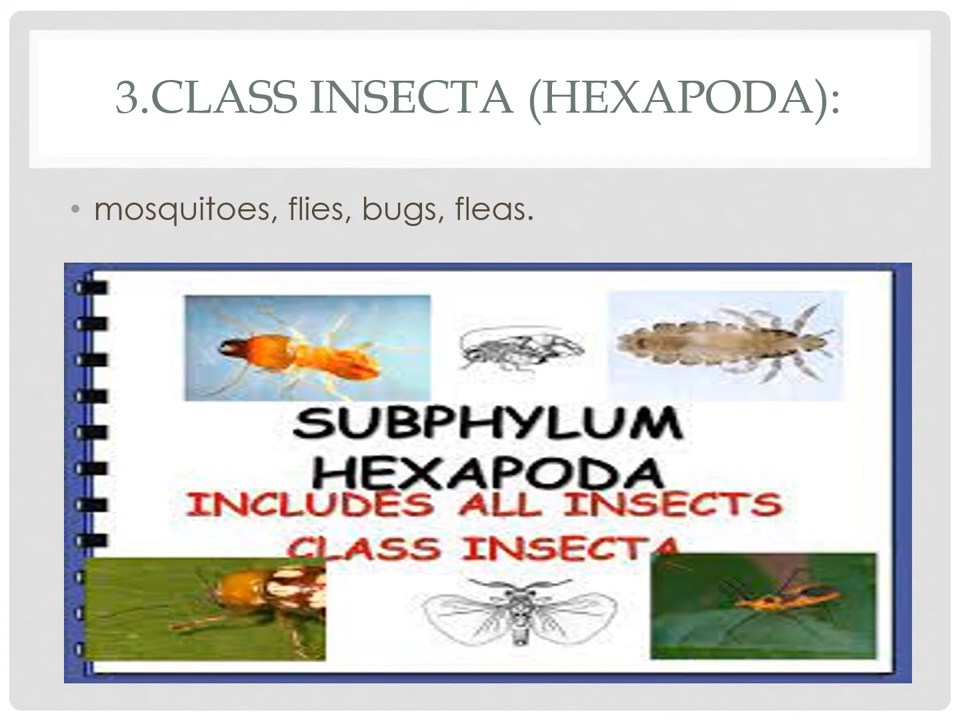 3.CLASS INSECTA (HEXAPODA):
• mosquitoes, flies, bugs, fleas.
SUBPHYLUM
HEXAPODA
INCLUDES ALL INSECTS
CLASS INSECTA